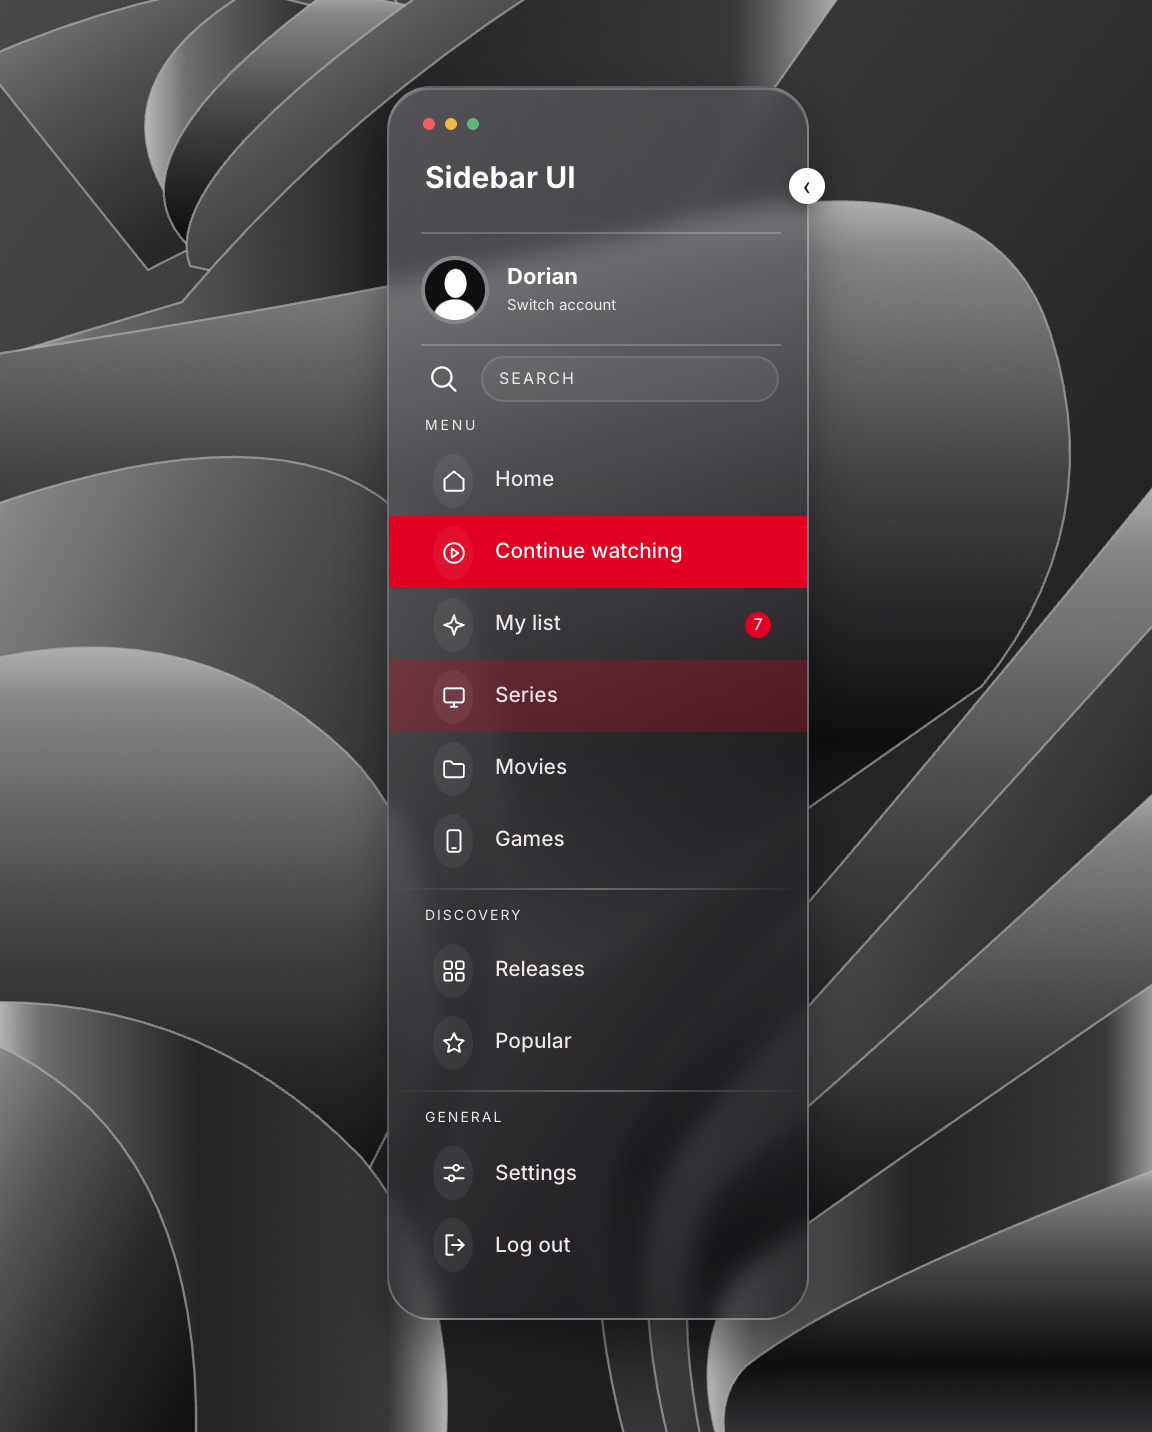 Sidebar UI
Dorian
Switch account
SEARCH
MENU
Home
Continue watching
My list 7
Series
Movies
Games
DISCOVERY
Releases
Popular
GENERAL
Settings
Log out